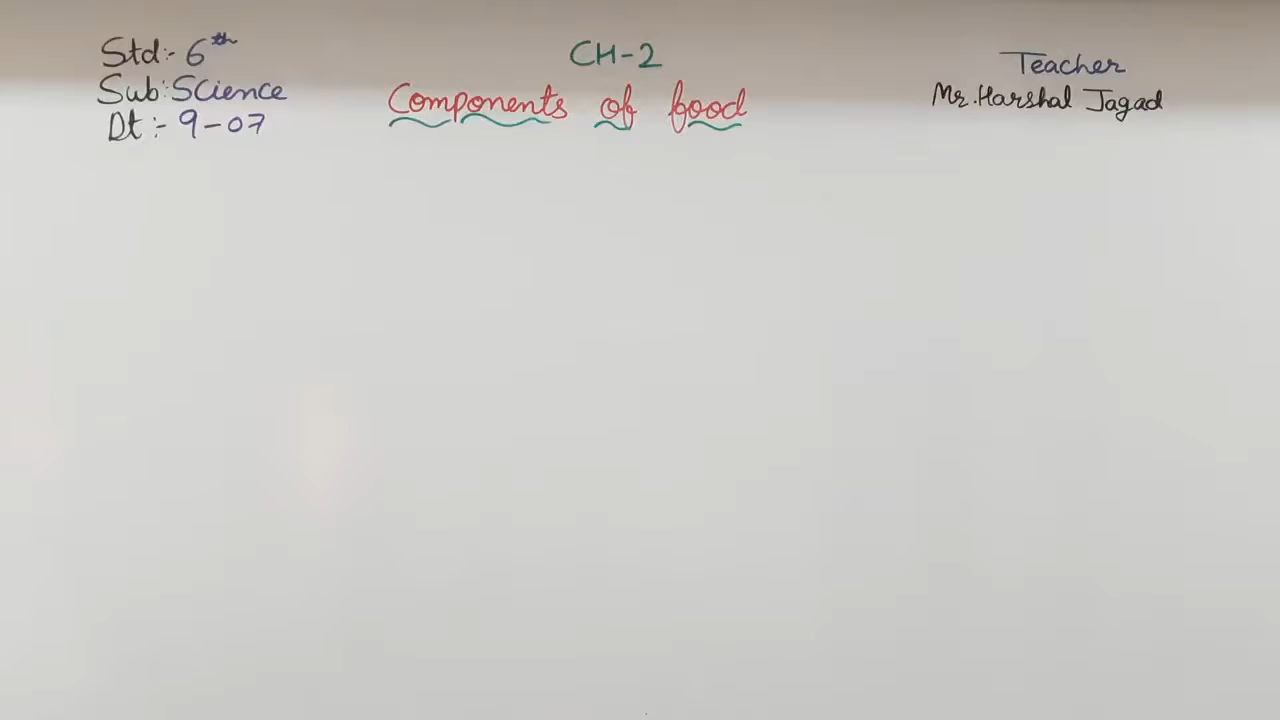 Std:- 6th
Sub:Science
Dt:- 9-07
CH-2
Components of food
Teacher
Mr. Harshal Jagad